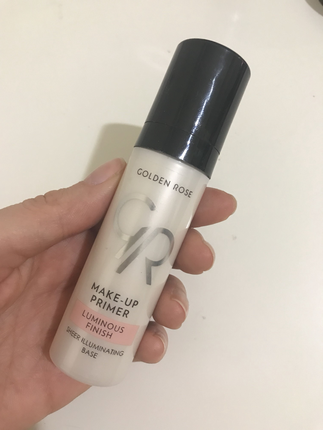 GOLDEN ROSE
GR
MAKE-UP
PRIMER
LUMINOUS
FINISH
SHEER ILLUMINATING
BASE